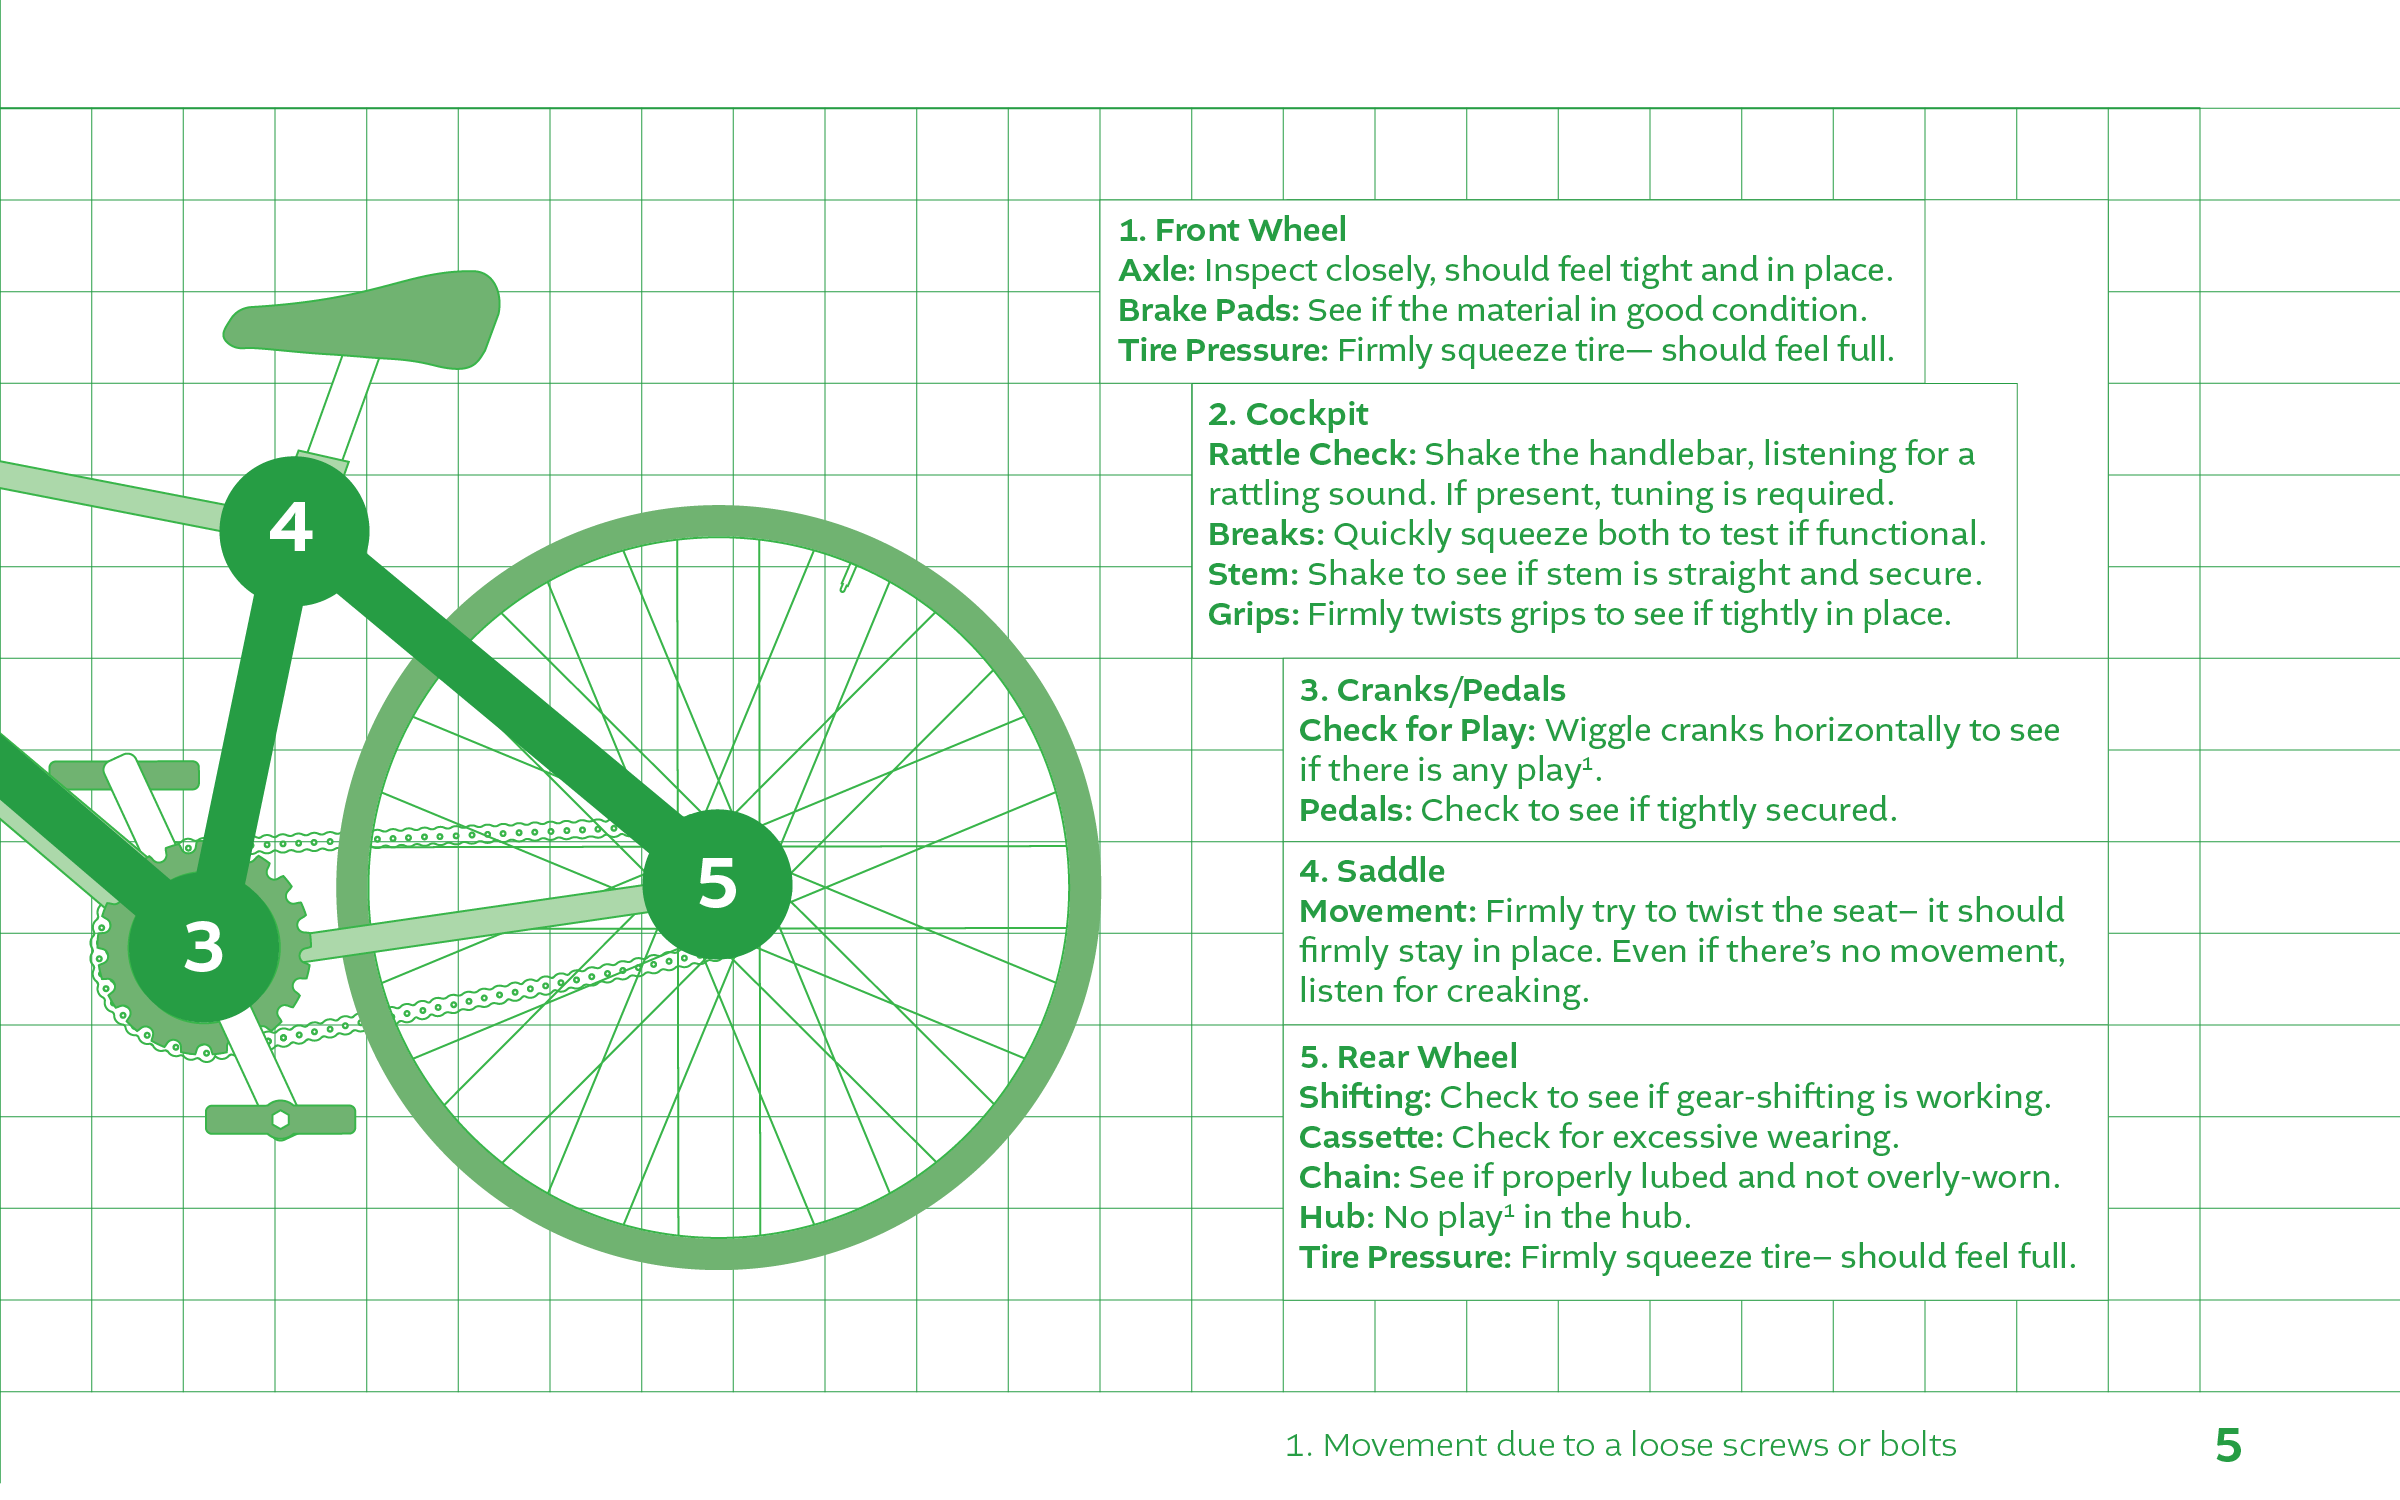 4
5
3
1. Front Wheel
Axle: Inspect closely, should feel tight and in place.
Brake Pads: See if the material in good condition.
Tire Pressure: Firmly squeeze tire— should feel full.
2. Cockpit
Rattle Check: Shake the handlebar, listening for a
rattling sound. If present, tuning is required.
Breaks: Quickly squeeze both to test if functional.
Stem: Shake to see if stem is straight and secure.
Grips: Firmly twists grips to see if tightly in place.
3. Cranks/Pedals
Check for Play: Wiggle cranks horizontally to see
if there is any play¹.
Pedals: Check to see if tightly secured.
4. Saddle
Movement: Firmly try to twist the seat– it should
firmly stay in place. Even if there’s no movement,
listen for creaking.
5. Rear Wheel
Shifting: Check to see if gear-shifting is working.
Cassette: Check for excessive wearing.
Chain: See if properly lubed and not overly-worn.
Hub: No play¹ in the hub.
Tire Pressure: Firmly squeeze tire– should feel full.
1. Movement due to a loose screws or bolts
5